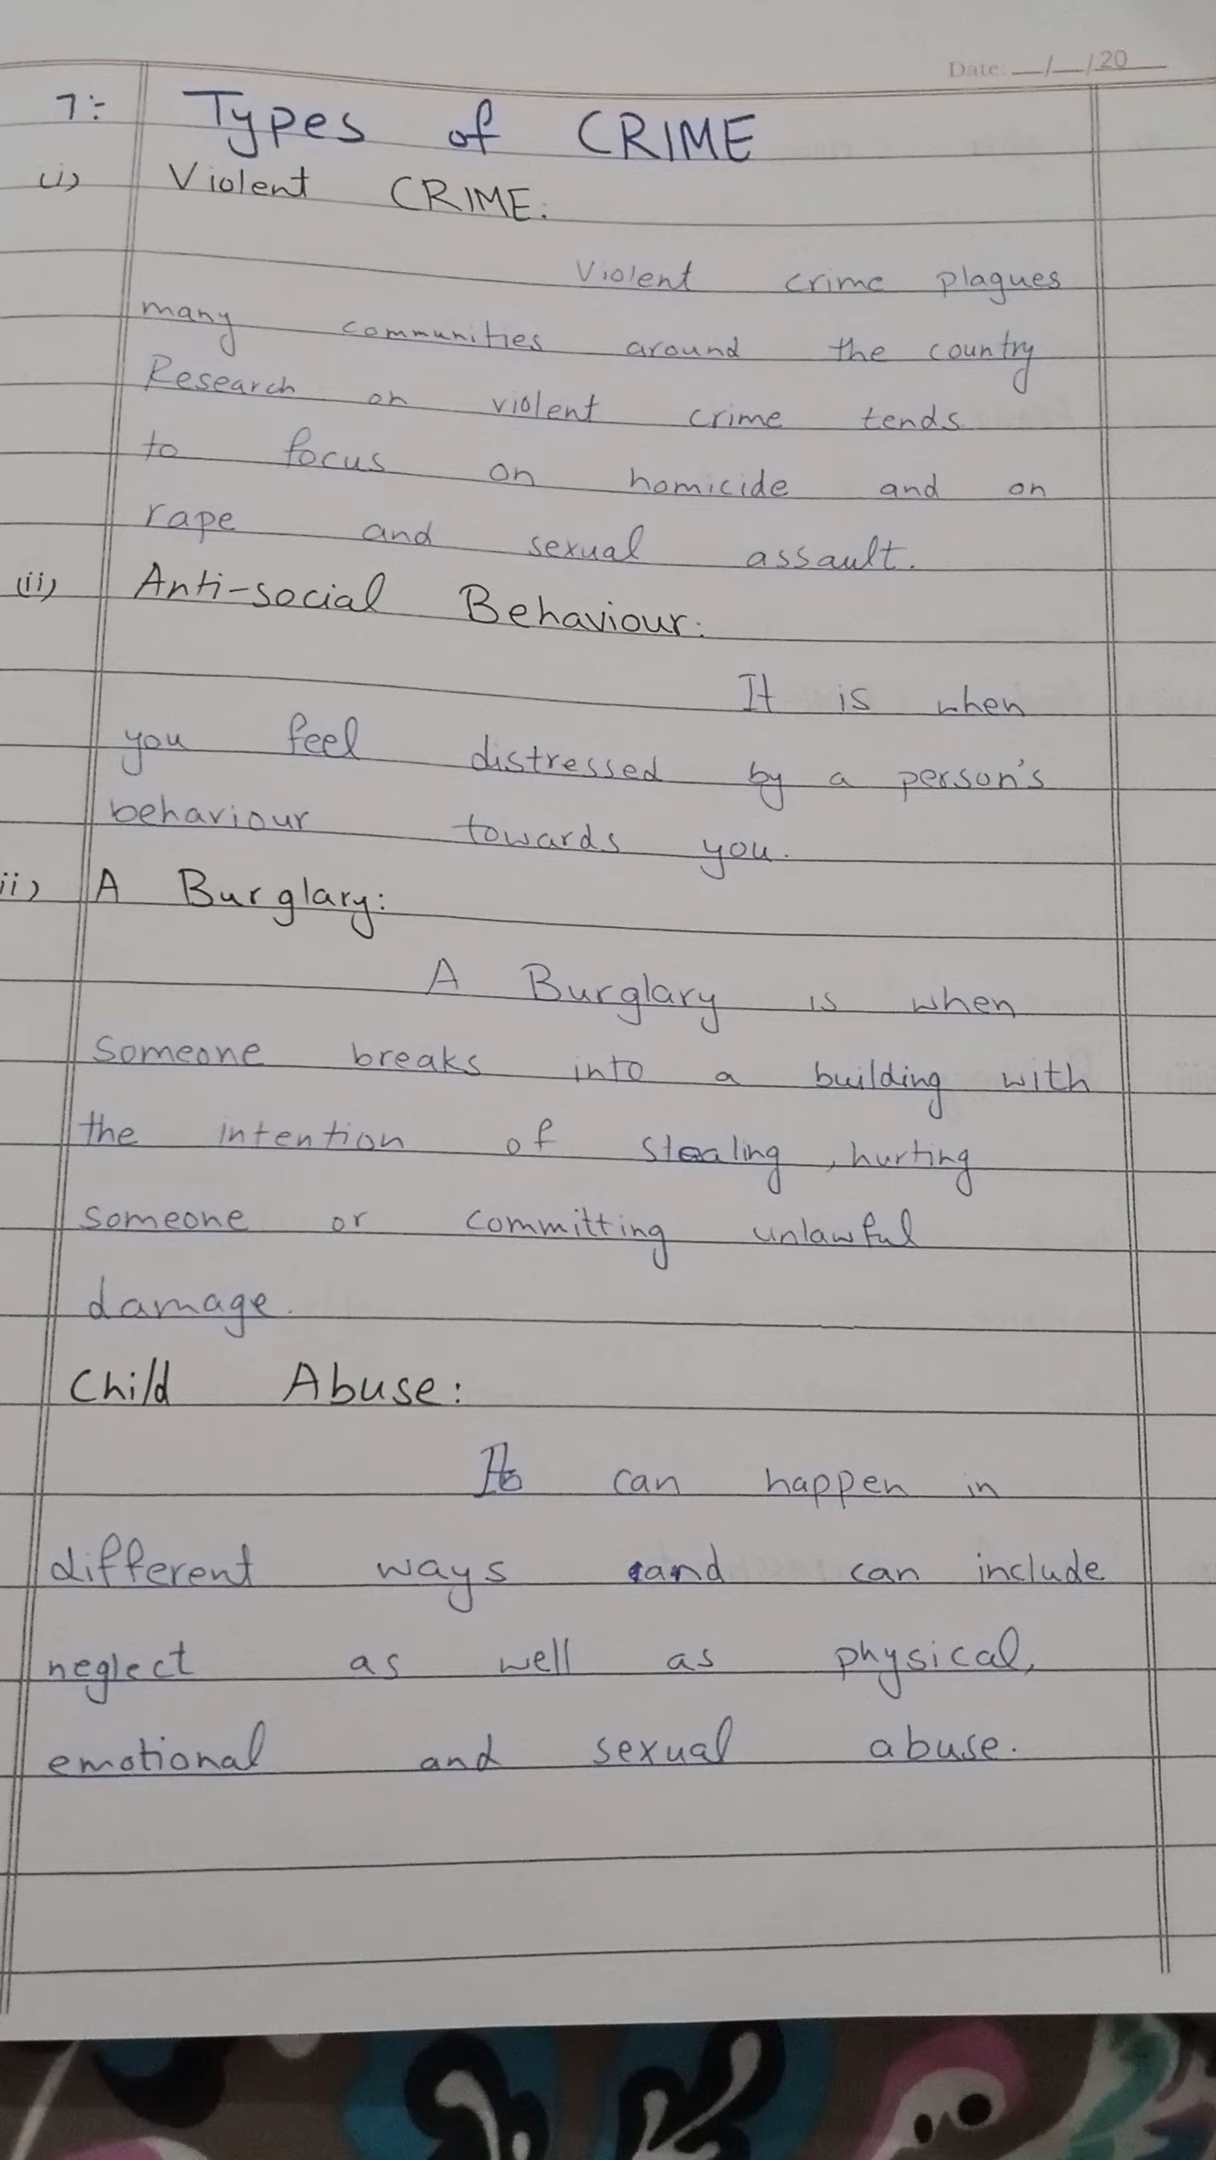 Date: __/__/20__
7:- Types of CRIME
(i) Violent CRIME:
Violent crime plagues
many communities around the country
Research on violent crime tends
to focus on homicide and on
rape and sexual assault.
(ii) Anti-social Behaviour:
It is when
you feel distressed by a person's
behaviour towards you.
ii) A Burglary:
A Burglary is when
someone breaks into a building with
the intention of stealing, hurting
someone or committing unlawful
damage.
Child Abuse:
can happen in
different ways and can include
neglect as well as physical,
emotional and sexual abuse.